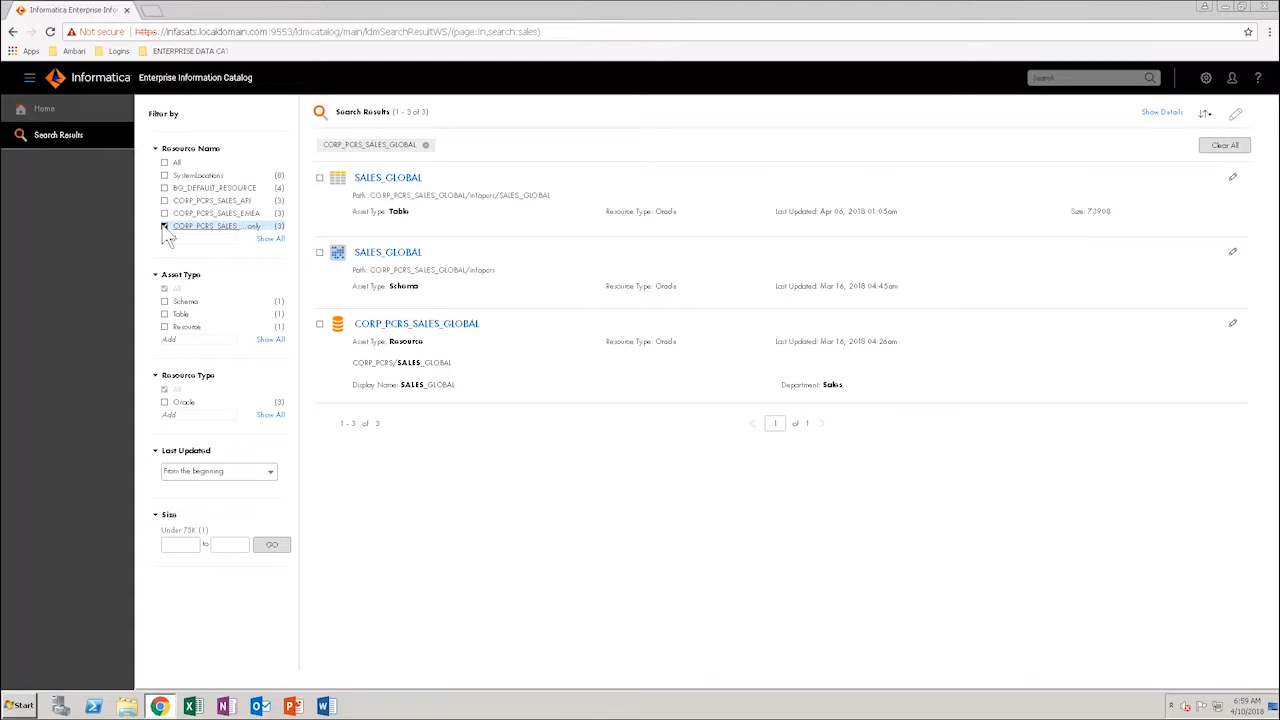 Informatica Enterprise Info
Not secure https://infasats.localdomain.com:9553/ldmcatalog/main/ldmSearchResultWS/(page:ln,search:sales)
Apps Ambari Logins ENTERPRISE DATA CAT
Informatica Enterprise Information Catalog Search ?
Home
Search Results
Filter by
Resource Name
All
SystemLocations (8)
BG_DEFAULT_RESOURCE (4)
CORP_PCRS_SALES_APJ (3)
CORP_PCRS_SALES_EMEA (3)
CORP_PCRS_SALES_... only (3)
Show All
Asset Type
All
Schema (1)
Table (1)
Resource (1)
Add Show All
Resource Type
All
Oracle (3)
Add Show All
Last Updated
From the beginning
Size
Under 75K (1)
to GO
Search Results (1 - 3 of 3) Show Details
CORP_PCRS_SALES_GLOBAL Clear All
SALES_GLOBAL
Path: CORP_PCRS_SALES_GLOBAL/infapors/SALES_GLOBAL
Asset Type: Table Resource Type: Oracle Last Updated: Apr 06, 2018 01:05am Size: 73908
SALES_GLOBAL
Path: CORP_PCRS_SALES_GLOBAL/infapors
Asset Type: Schema Resource Type: Oracle Last Updated: Mar 16, 2018 04:45am
CORP_PCRS_SALES_GLOBAL
Asset Type: Resource Resource Type: Oracle Last Updated: Mar 16, 2018 04:26am
CORP_PCRS/SALES_GLOBAL
Display Name: SALES_GLOBAL Department: Sales
1 - 3 of 3 1 of 1
Start 6:59 AM
4/10/2018